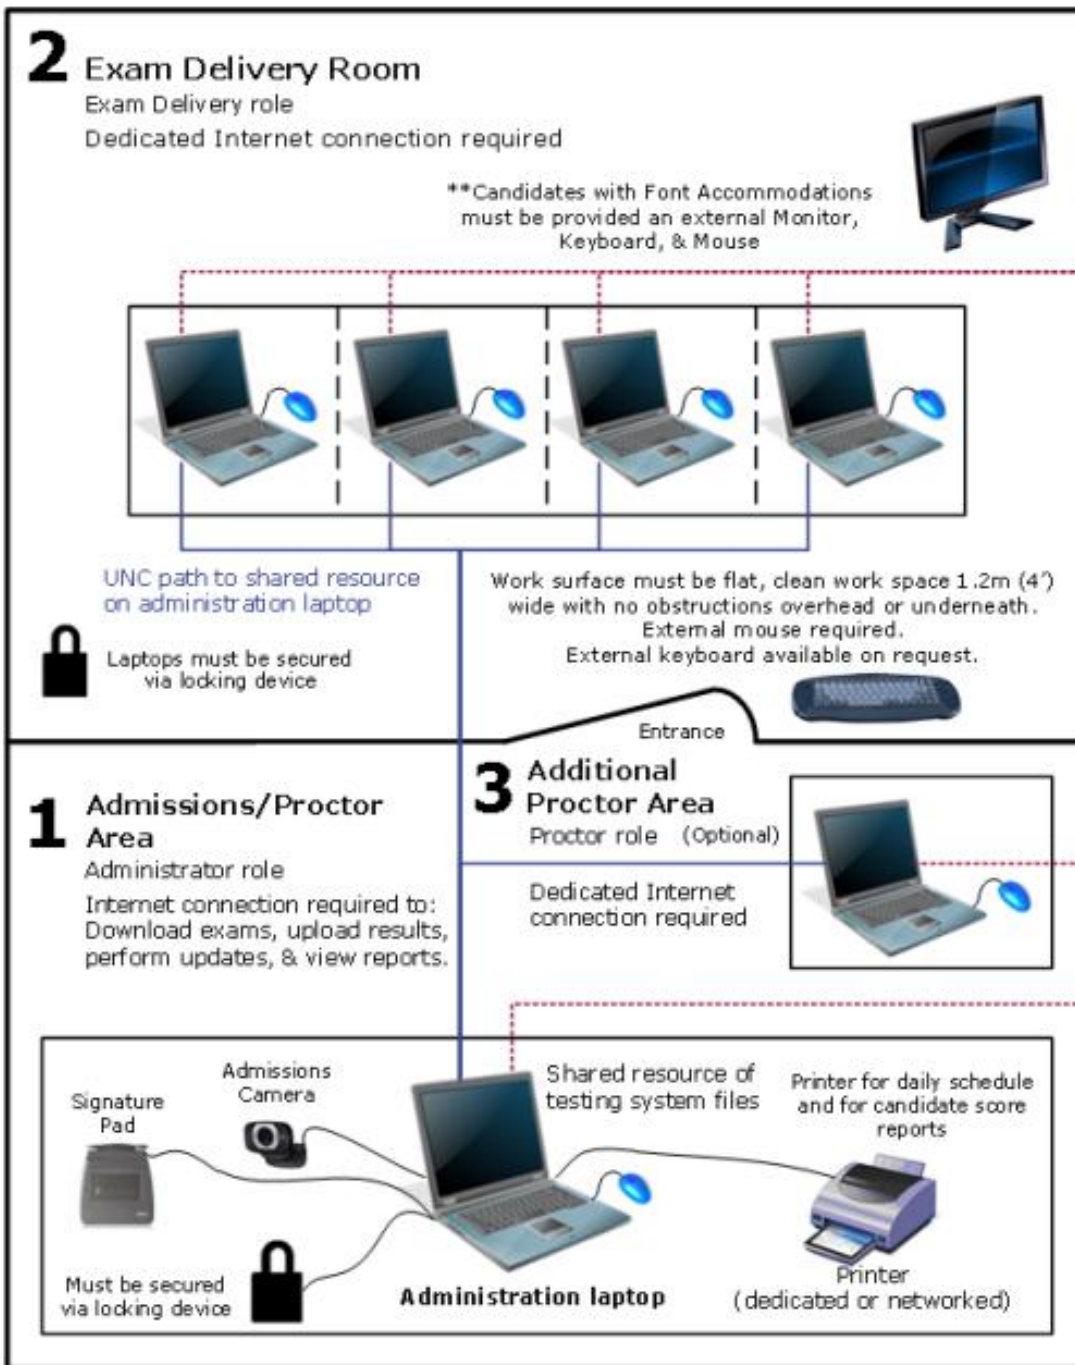 2 Exam Delivery Room
Exam Delivery role
Dedicated Internet connection required
**Candidates with Font Accommodations
must be provided an external Monitor,
Keyboard, & Mouse
UNC path to shared resource
on administration laptop
Laptops must be secured
via locking device
Work surface must be flat, clean work space 1.2m (4′)
wide with no obstructions overhead or underneath.
External mouse required.
External keyboard available on request.
Entrance
1 Admissions/Proctor
Area
Administrator role
Internet connection required to:
Download exams, upload results,
perform updates, & view reports.
3 Additional
Proctor Area
Proctor role (Optional)
Dedicated Internet
connection required
Signature
Pad
Admissions
Camera
Shared resource of
testing system files
Printer for daily schedule
and for candidate score
reports
Must be secured
via locking device
Administration laptop
Printer
(dedicated or networked)